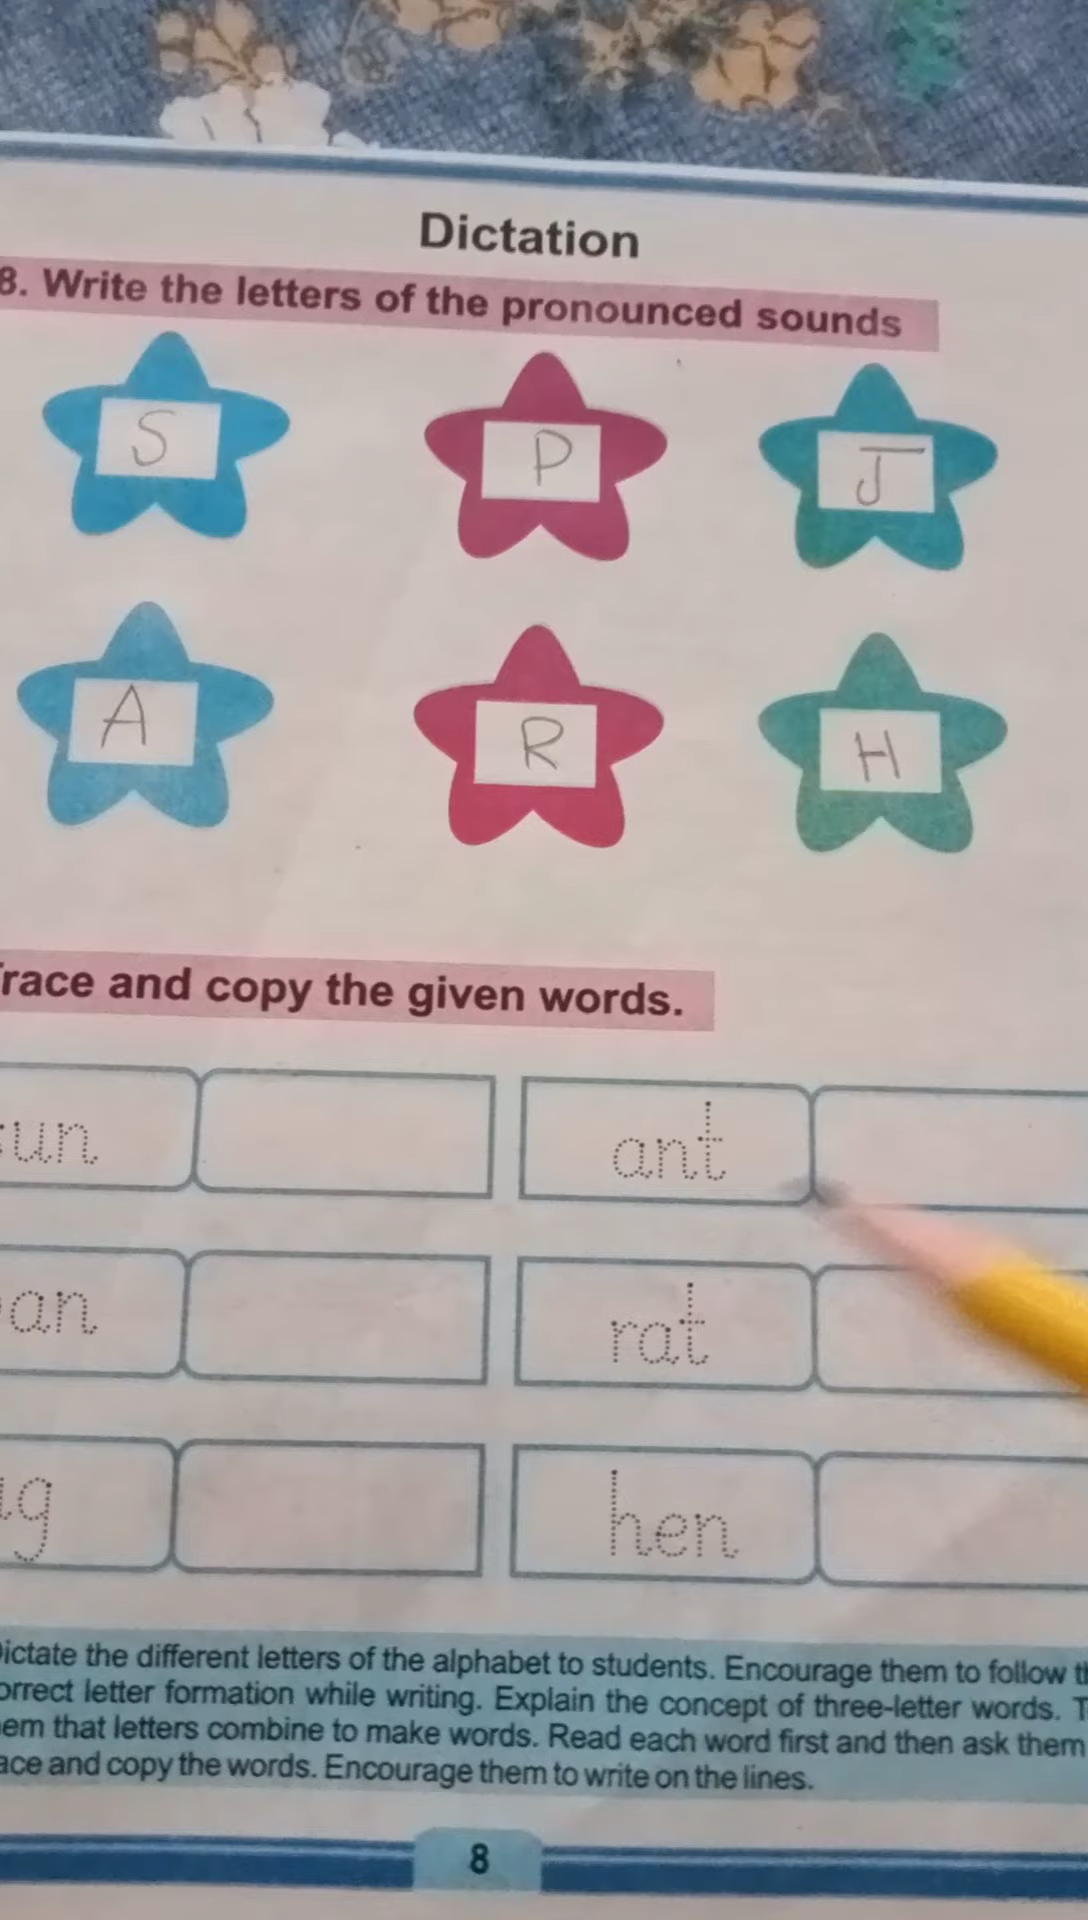 Dictation
8. Write the letters of the pronounced sounds
S P J
A R H
race and copy the given words.
un ant
an rat
g hen
ictate the different letters of the alphabet to students. Encourage them to follow
orrect letter formation while writing. Explain the concept of three-letter words.
em that letters combine to make words. Read each word first and then ask them
ace and copy the words. Encourage them to write on the lines.
8